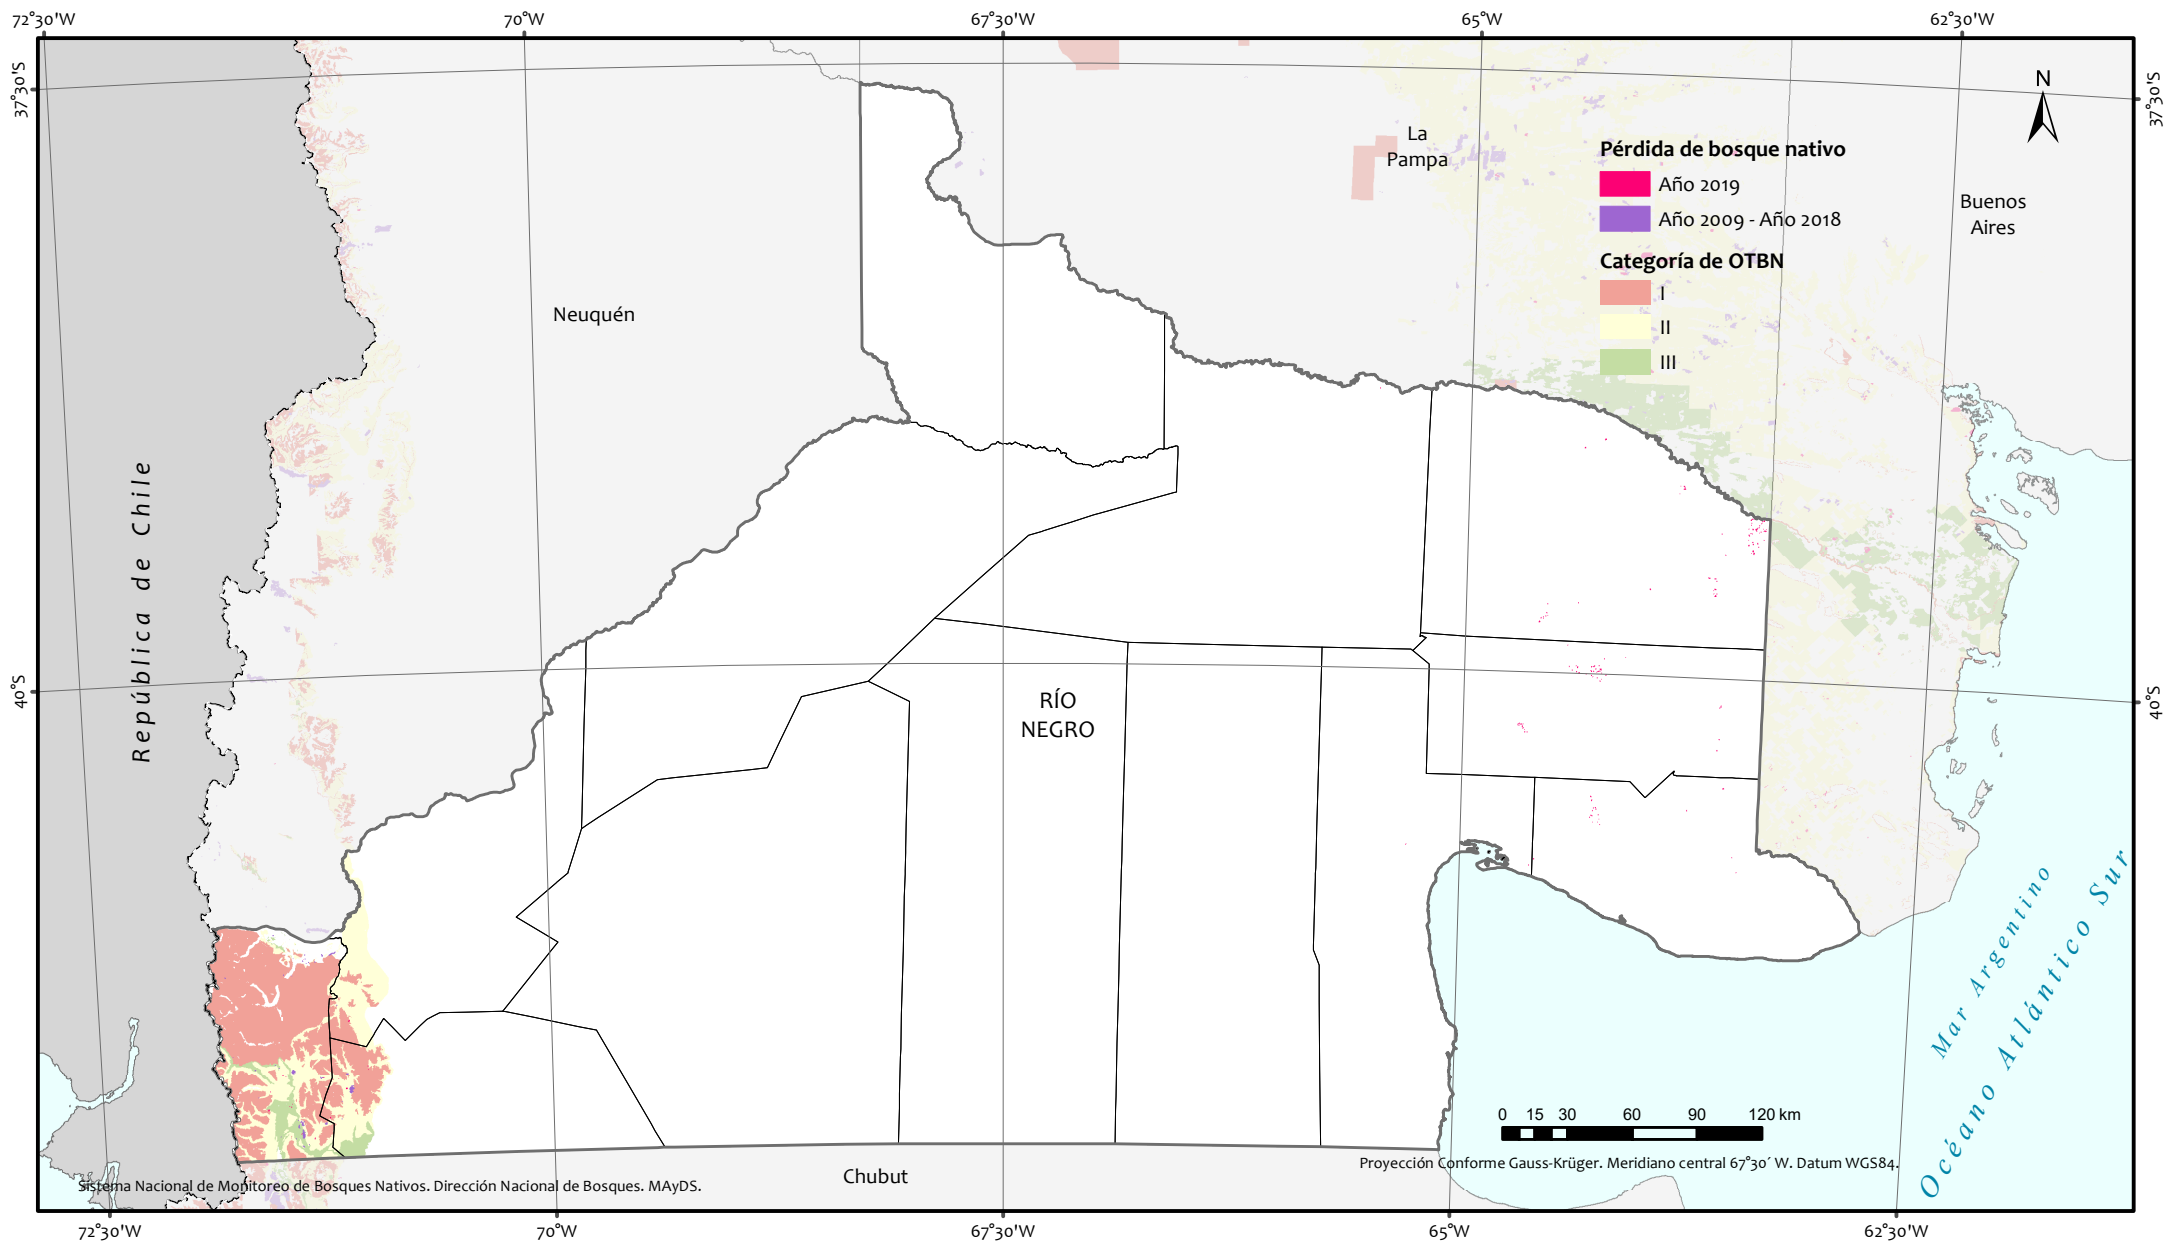 72°30'W
70°W
67°30'W
65°W
62°30'W
37°30'S
37°30'S
N
La
Pampa
Pérdida de bosque nativo
Año 2019
Año 2009 - Año 2018
Categoría de OTBN
I
II
III
Buenos
Aires
Neuquén
República de Chile
40°S
40°S
RÍO
NEGRO
Mar Argentino
Océano Atlántico Sur
0 15 30 60 90 120 km
Proyección Conforme Gauss-Krüger. Meridiano central 67°30´ W. Datum WGS84.
Chubut
Sistema Nacional de Monitoreo de Bosques Nativos. Dirección Nacional de Bosques. MAyDS.
72°30'W
70°W
67°30'W
65°W
62°30'W